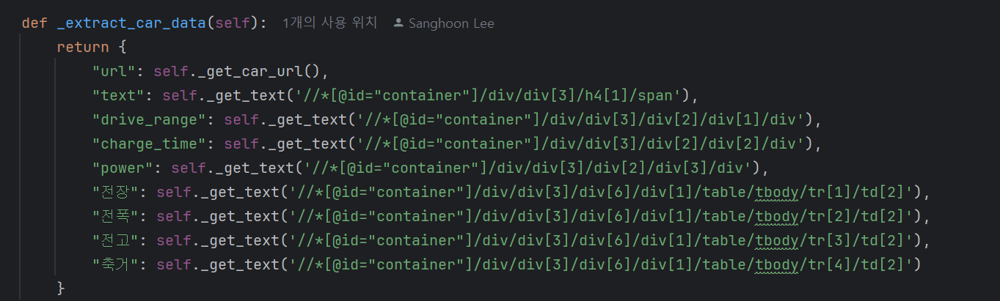 def _extract_car_data(self): 1개의 사용 위치 Sanghoon Lee
return {
"url": self._get_car_url(),
"text": self._get_text('//*[@id="container"]/div/div[3]/h4[1]/span'),
"drive_range": self._get_text('//*[@id="container"]/div/div[3]/div[2]/div[1]/div'),
"charge_time": self._get_text('//*[@id="container"]/div/div[3]/div[2]/div[2]/div'),
"power": self._get_text('//*[@id="container"]/div/div[3]/div[2]/div[3]/div'),
"전장": self._get_text('//*[@id="container"]/div/div[3]/div[6]/div[1]/table/tbody/tr[1]/td[2]'),
"전폭": self._get_text('//*[@id="container"]/div/div[3]/div[6]/div[1]/table/tbody/tr[2]/td[2]'),
"전고": self._get_text('//*[@id="container"]/div/div[3]/div[6]/div[1]/table/tbody/tr[3]/td[2]'),
"축거": self._get_text('//*[@id="container"]/div/div[3]/div[6]/div[1]/table/tbody/tr[4]/td[2]')
}